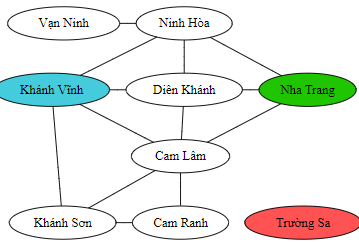 Vạn Ninh
Ninh Hòa
Khánh Vĩnh
Diên Khánh
Nha Trang
Cam Lâm
Khánh Sơn
Cam Ranh
Trường Sa